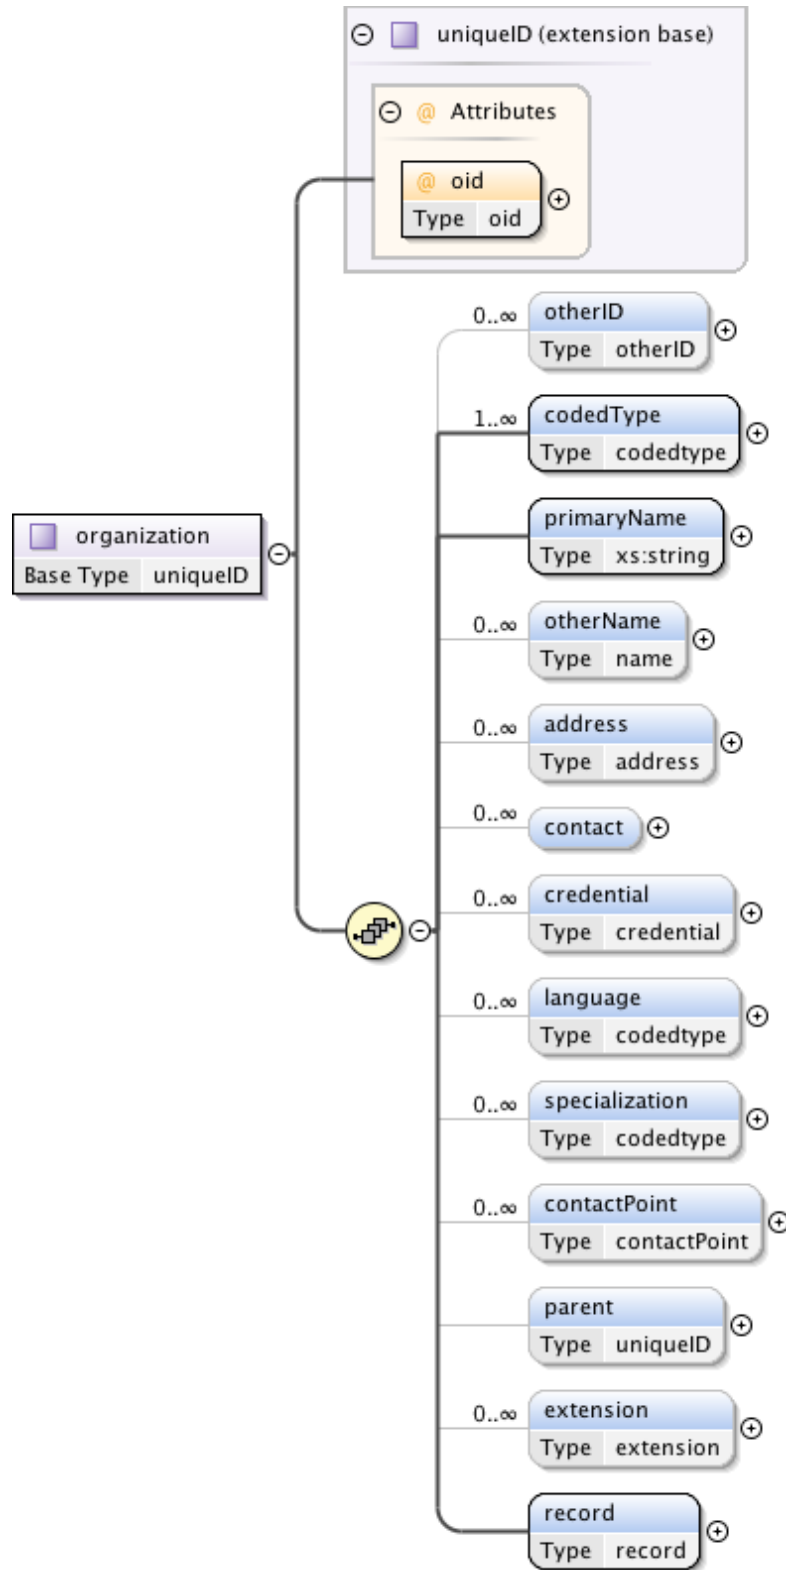 uniqueID (extension base)
@ Attributes
@ oid
Type oid
0..∞ otherID
Type otherID
1..∞ codedType
Type codedtype
primaryName
Type xs:string
organization
Base Type uniqueID
0..∞ otherName
Type name
0..∞ address
Type address
0..∞ contact
0..∞ credential
Type credential
0..∞ language
Type codedtype
0..∞ specialization
Type codedtype
0..∞ contactPoint
Type contactPoint
parent
Type uniqueID
0..∞ extension
Type extension
record
Type record